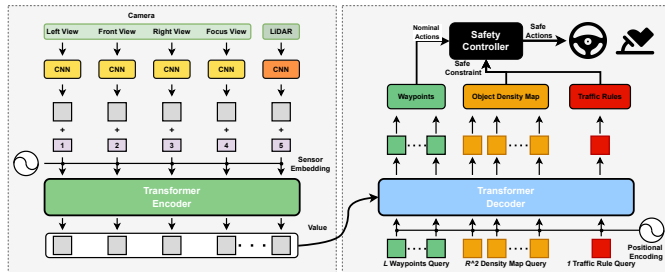 Camera
Left View Front View Right View Focus View LiDAR
CNN CNN CNN CNN CNN
+ + + + +
1 2 3 4 5
Sensor
Embedding
Transformer
Encoder
Value
Nominal
Actions
Safety
Controller
Safe
Actions
Safe
Constraint
Waypoints Object Density Map Traffic Rules
Transformer
Decoder
Positional
Encoding
L Waypoints Query R^2 Density Map Query 1 Traffic Rule Query